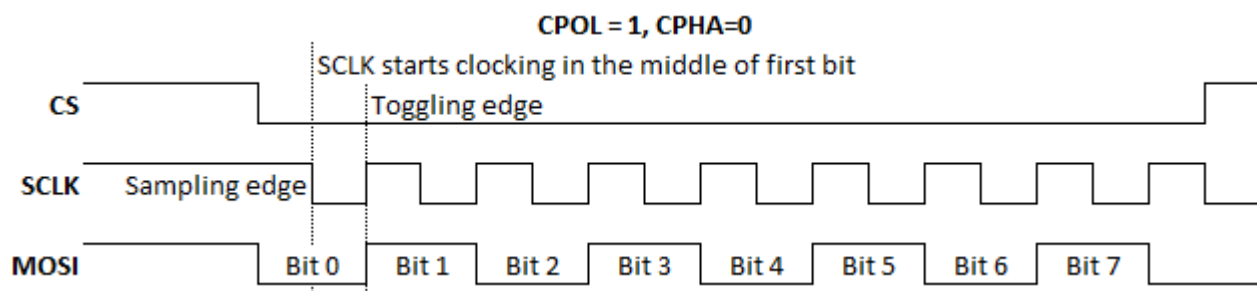 CPOL = 1, CPHA=0
SCLK starts clocking in the middle of first bit
CS
Toggling edge
SCLK
Sampling edge
MOSI
Bit 0 Bit 1 Bit 2 Bit 3 Bit 4 Bit 5 Bit 6 Bit 7